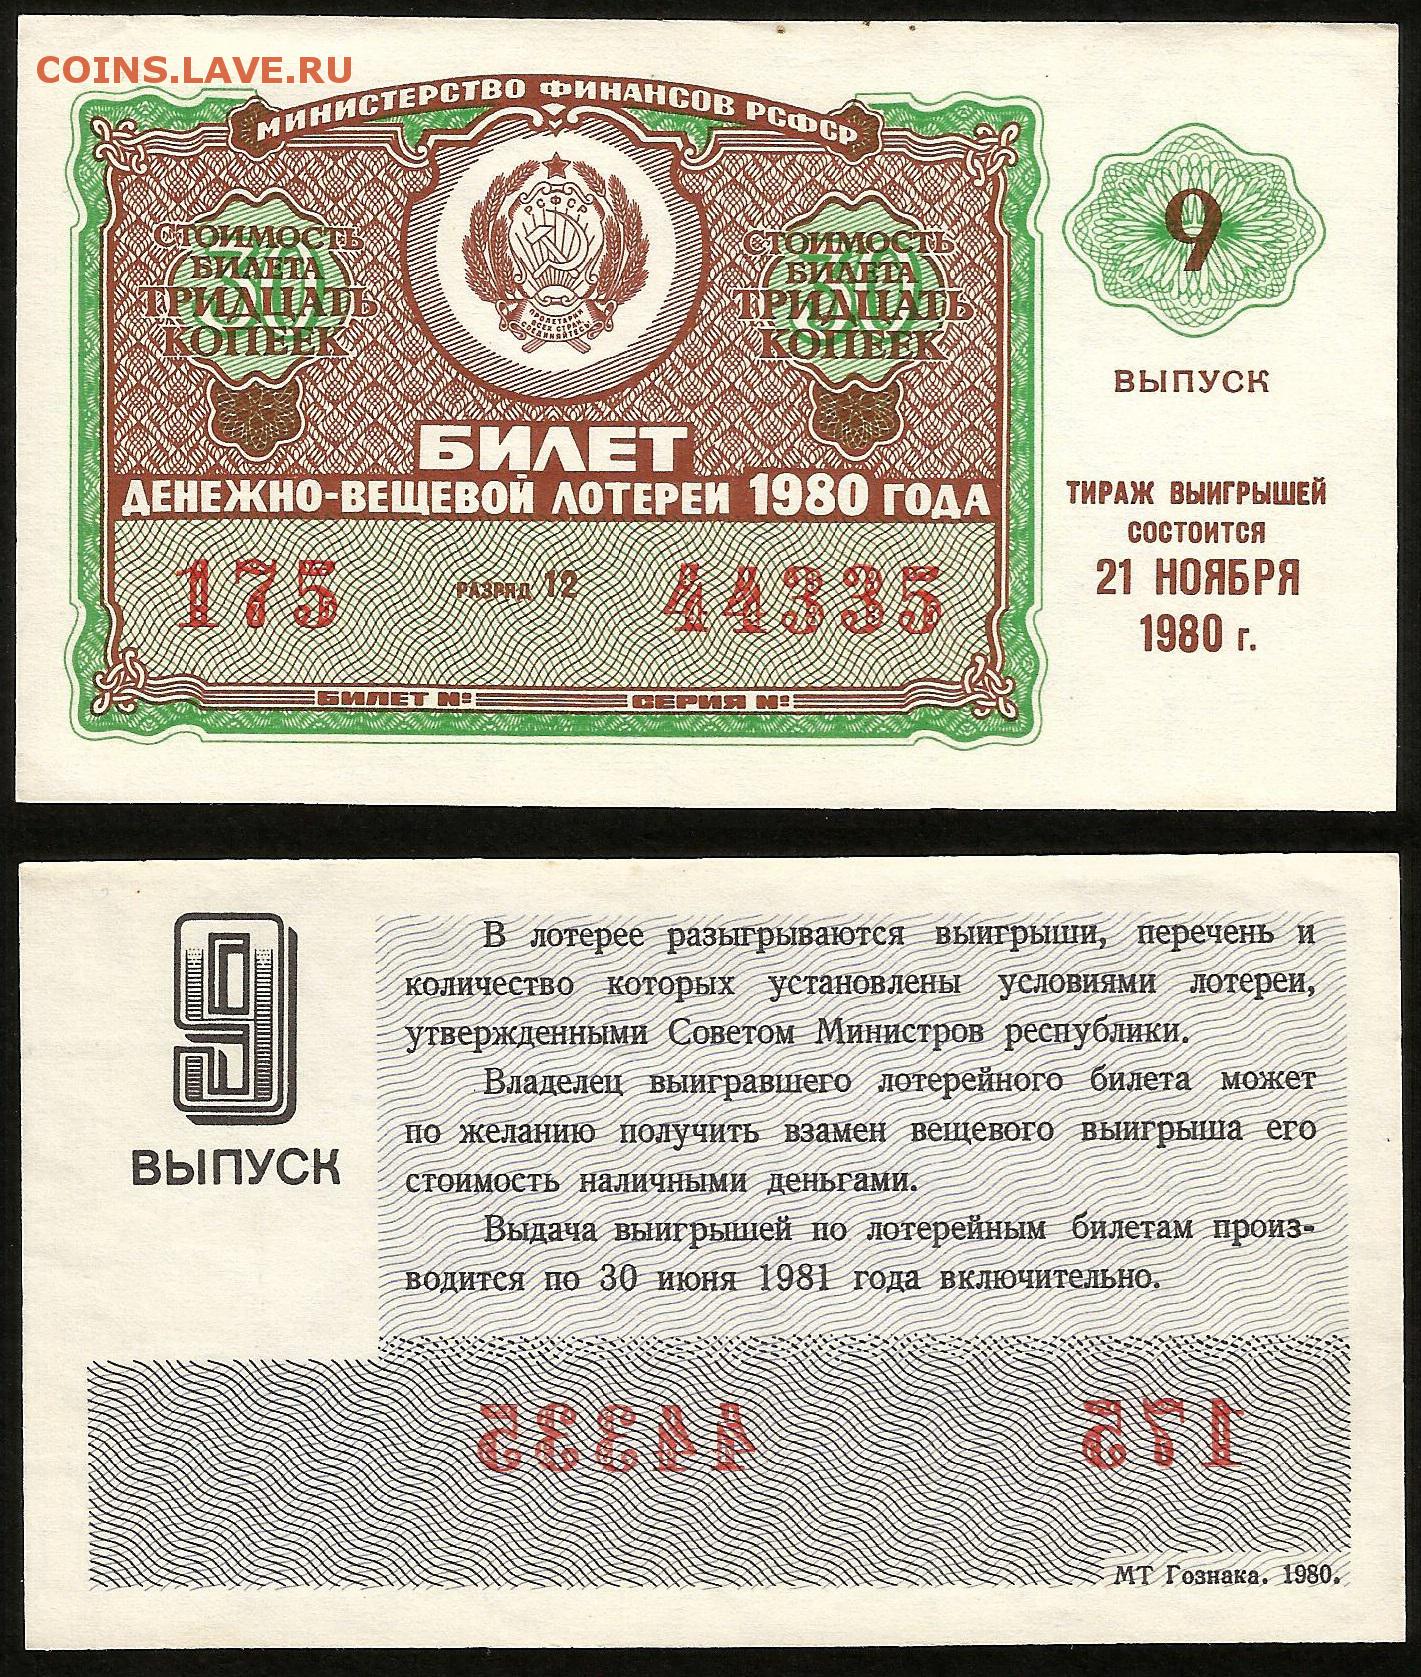 COINS.LAVE.RU
МИНИСТЕРСТВО ФИНАНСОВ РСФСР
РСФСР
ПРОЛЕТАРИИ
ВСЕХ СТРАН
СОЕДИНЯЙТЕСЬ!
30
СТОИМОСТЬ
БИЛЕТА
ТРИДЦАТЬ
КОПЕЕК
30
СТОИМОСТЬ
БИЛЕТА
ТРИДЦАТЬ
КОПЕЕК
БИЛЕТ
ДЕНЕЖНО-ВЕЩЕВОЙ ЛОТЕРЕИ 1980 ГОДА
175 РАЗРЯД 12 44335
БИЛЕТ № СЕРИЯ №
9
ВЫПУСК
ТИРАЖ ВЫИГРЫШЕЙ
СОСТОИТСЯ
21 НОЯБРЯ
1980 г.
9
ВЫПУСК
В лотерее разыгрываются выигрыши, перечень и
количество которых установлены условиями лотереи,
утвержденными Советом Министров республики.
Владелец выигравшего лотерейного билета может
по желанию получить взамен вещевого выигрыша его
стоимость наличными деньгами.
Выдача выигрышей по лотерейным билетам произ-
водится по 30 июня 1981 года включительно.
44335 175
МТ Гознака. 1980.